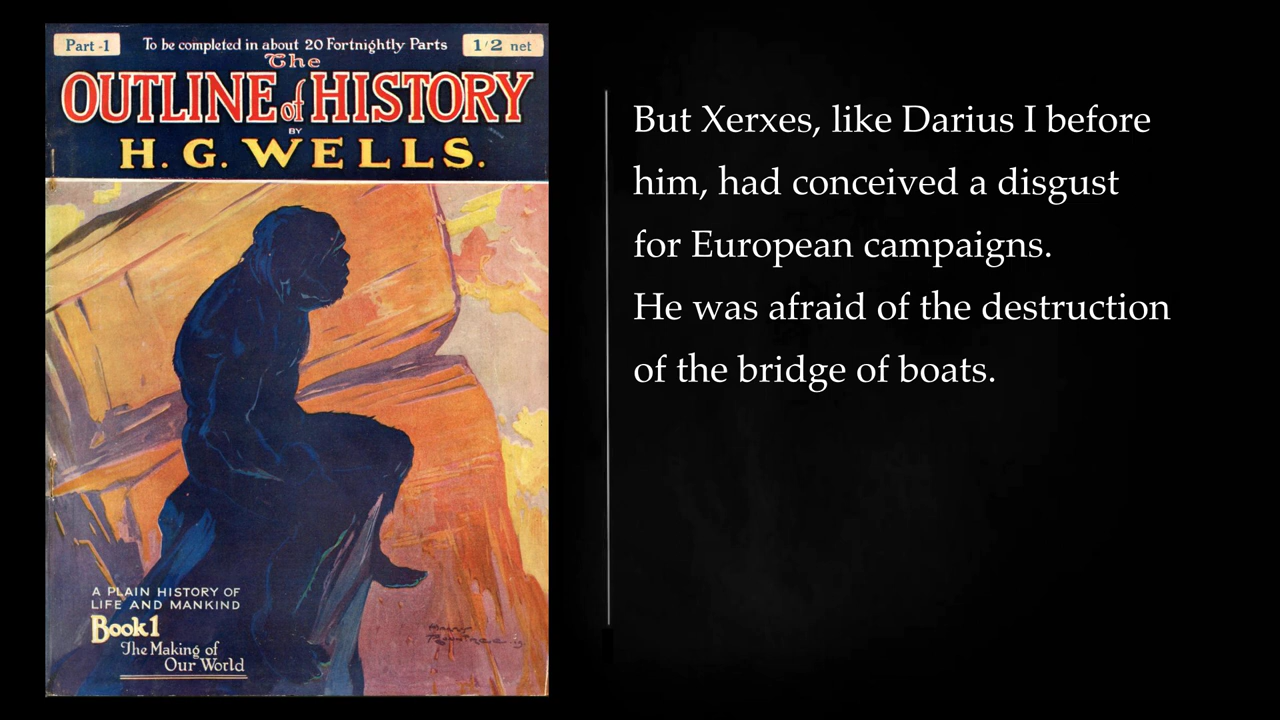 Part -1
To be completed in about 20 Fortnightly Parts
1/2 net
The
OUTLINE of HISTORY
BY
H. G. WELLS.
A PLAIN HISTORY OF
LIFE AND MANKIND
Book 1
The Making of
Our World
But Xerxes, like Darius I before
him, had conceived a disgust
for European campaigns.
He was afraid of the destruction
of the bridge of boats.